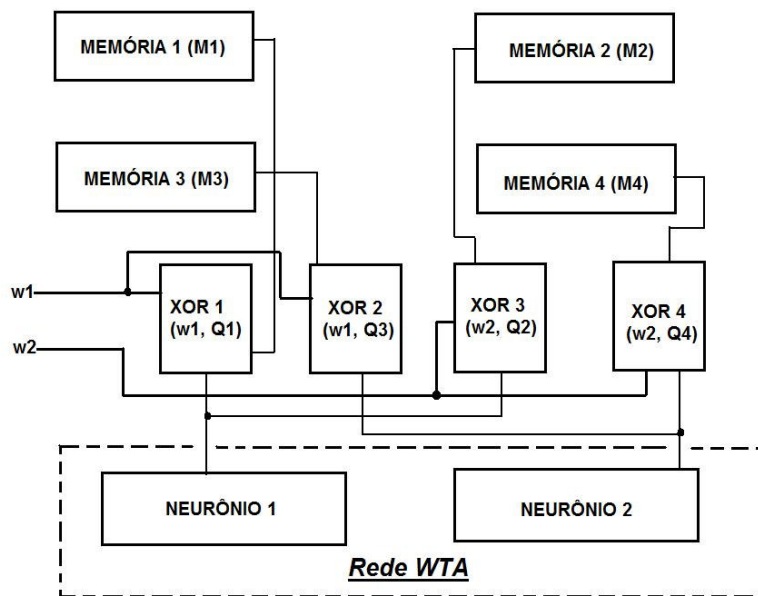 MEMÓRIA 1 (M1)
MEMÓRIA 2 (M2)
MEMÓRIA 3 (M3)
MEMÓRIA 4 (M4)
w1
w2
XOR 1
(w1, Q1)
XOR 2
(w1, Q3)
XOR 3
(w2, Q2)
XOR 4
(w2, Q4)
NEURÔNIO 1
NEURÔNIO 2
Rede WTA